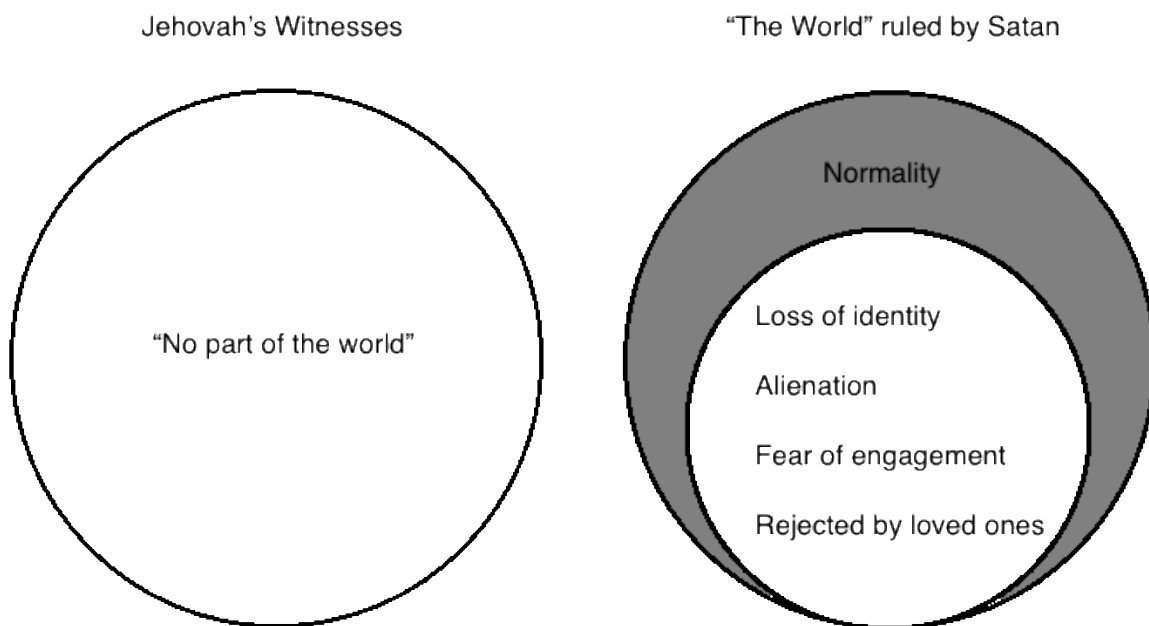 Jehovah's Witnesses
“The World” ruled by Satan
“No part of the world”
Normality
Loss of identity
Alienation
Fear of engagement
Rejected by loved ones